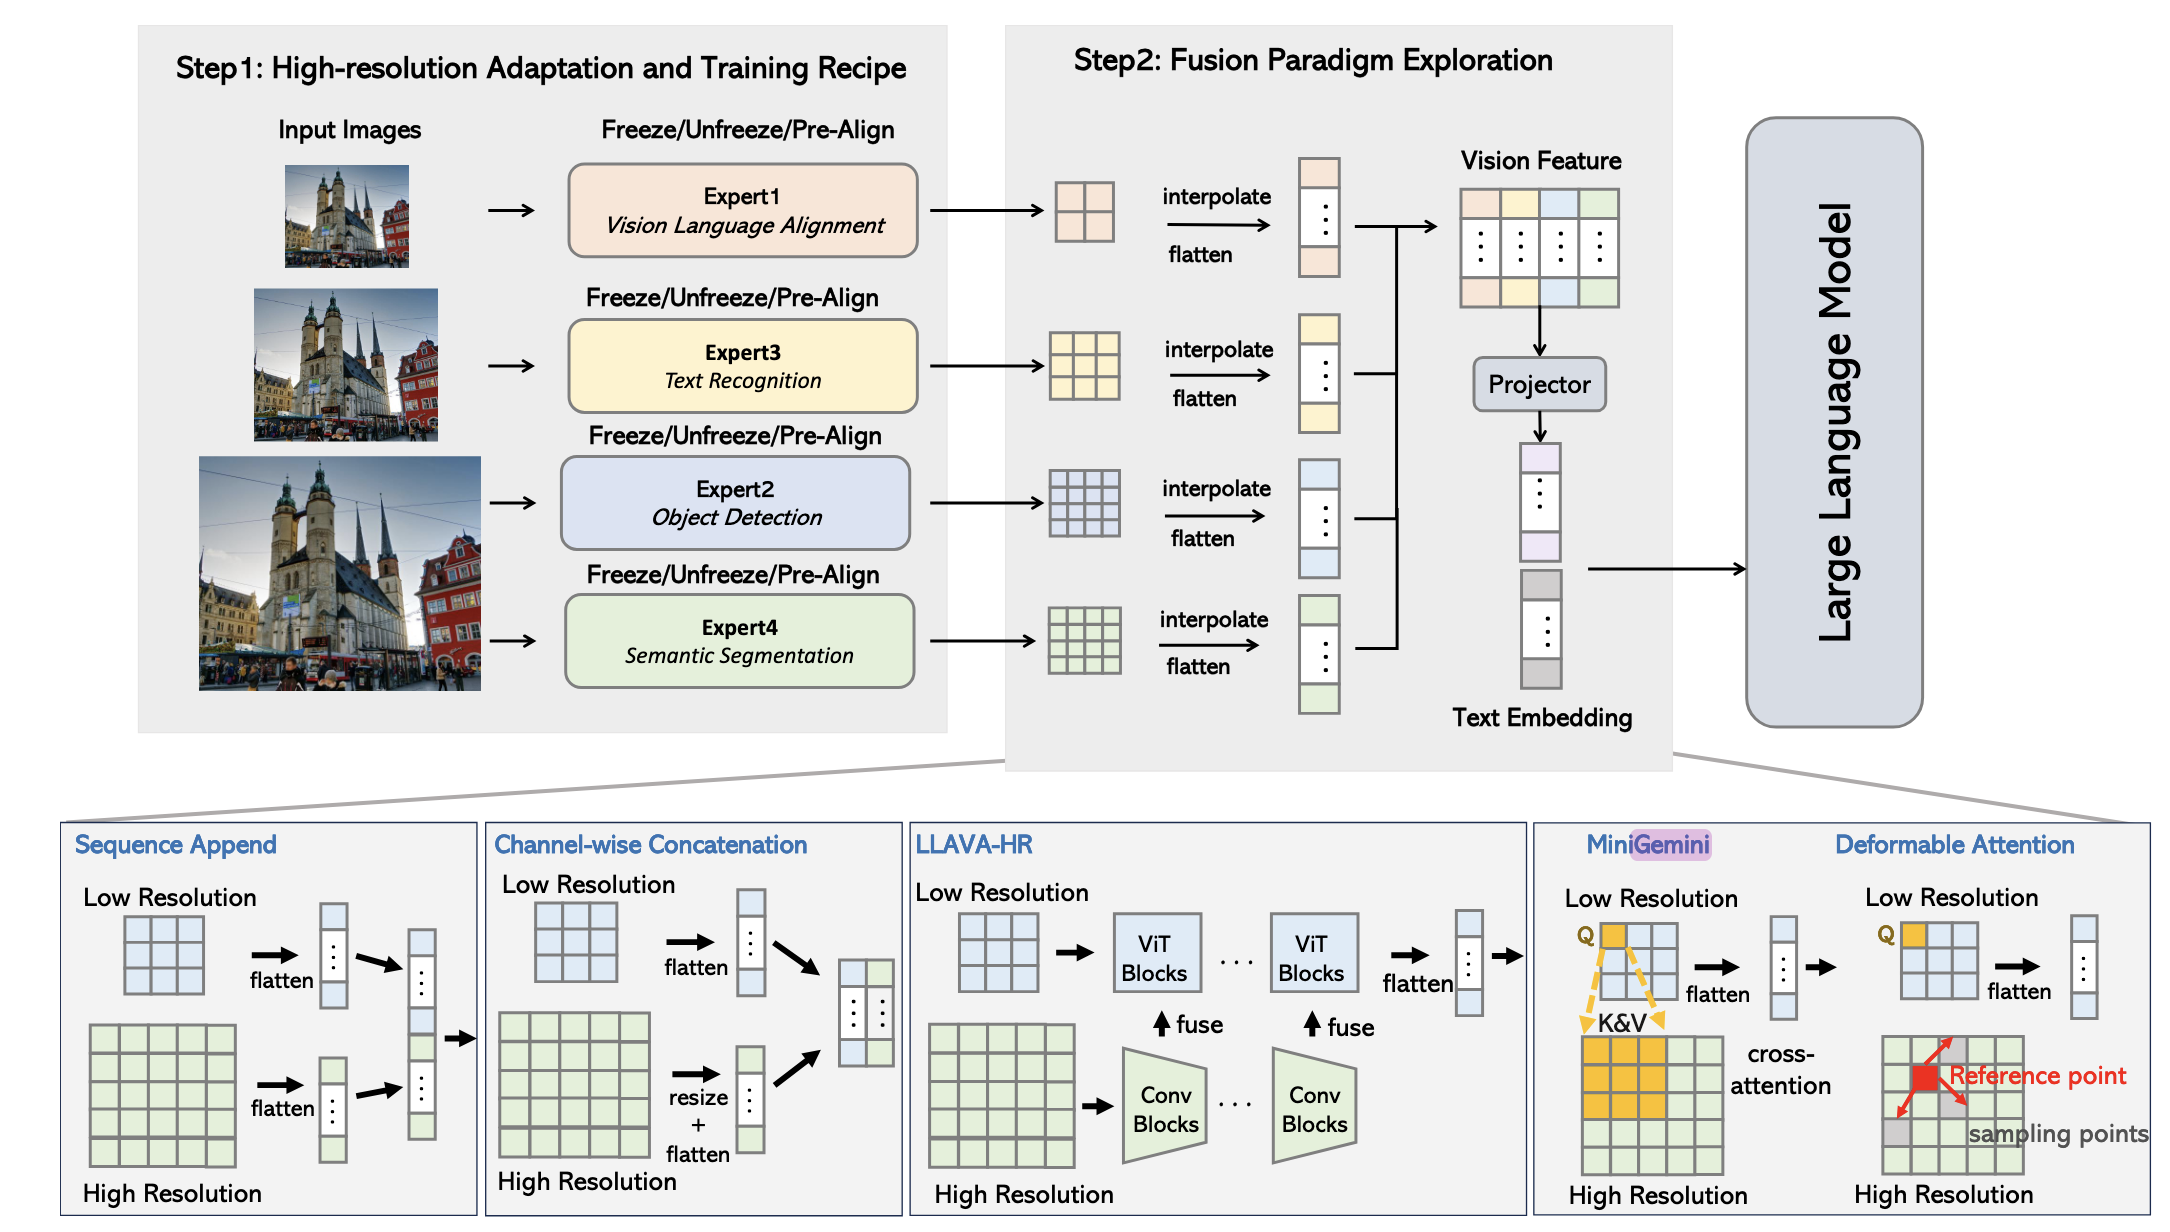 Step1: High-resolution Adaptation and Training Recipe
Input Images
Freeze/Unfreeze/Pre-Align
Expert1
Vision Language Alignment
Freeze/Unfreeze/Pre-Align
Expert3
Text Recognition
Freeze/Unfreeze/Pre-Align
Expert2
Object Detection
Freeze/Unfreeze/Pre-Align
Expert4
Semantic Segmentation
Step2: Fusion Paradigm Exploration
interpolate
flatten
interpolate
flatten
interpolate
flatten
interpolate
flatten
Vision Feature
Projector
Text Embedding
Large Language Model
Sequence Append
Low Resolution
flatten
flatten
High Resolution
Channel-wise Concatenation
Low Resolution
flatten
resize
+
flatten
High Resolution
LLAVA-HR
Low Resolution
ViT
Blocks
. . .
ViT
Blocks
flatten
fuse
fuse
Conv
Blocks
. . .
Conv
Blocks
High Resolution
MiniGemini
Low Resolution
Q
flatten
K&V
cross-
attention
High Resolution
Deformable Attention
Low Resolution
Q
flatten
Reference point
sampling points
High Resolution